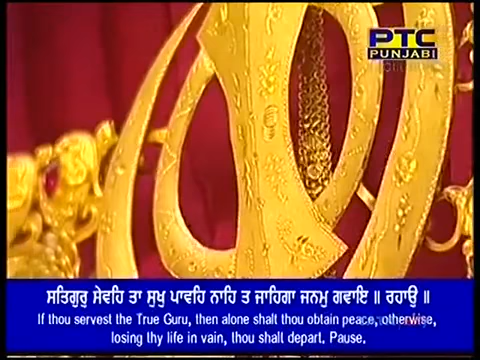 PTC
PUNJABI
ਸਤਿਗੁਰੁ ਸੇਵਹਿ ਤਾ ਸੁਖੁ ਪਾਵਹਿ ਨਾਹਿ ਤ ਜਾਹਿਗਾ ਜਨਮੁ ਗਵਾਇ ॥ ਰਹਾਉ ॥
If thou servest the True Guru, then alone shalt thou obtain peace, otherwise,
losing thy life in vain, thou shalt depart. Pause.